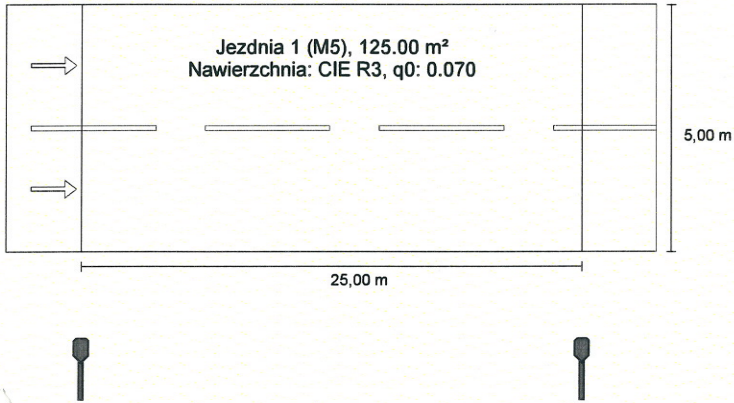 Jezdnia 1 (M5), 125.00 m²
Nawierzchnia: CIE R3, q0: 0.070
5,00 m
25,00 m